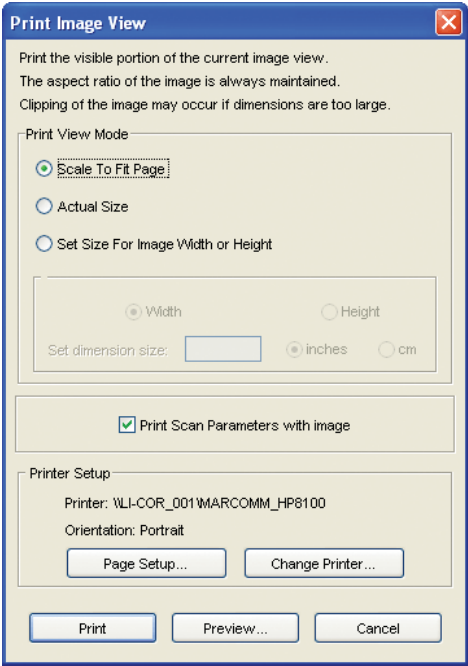 Print Image View
Print the visible portion of the current image view.
The aspect ratio of the image is always maintained.
Clipping of the image may occur if dimensions are too large.
Print View Mode
Scale To Fit Page
Actual Size
Set Size For Image Width or Height
Width Height
Set dimension size: inches cm
Print Scan Parameters with image
Printer Setup
Printer: \\LI-COR_001\MARCOMM_HP8100
Orientation: Portrait
Page Setup... Change Printer...
Print Preview... Cancel